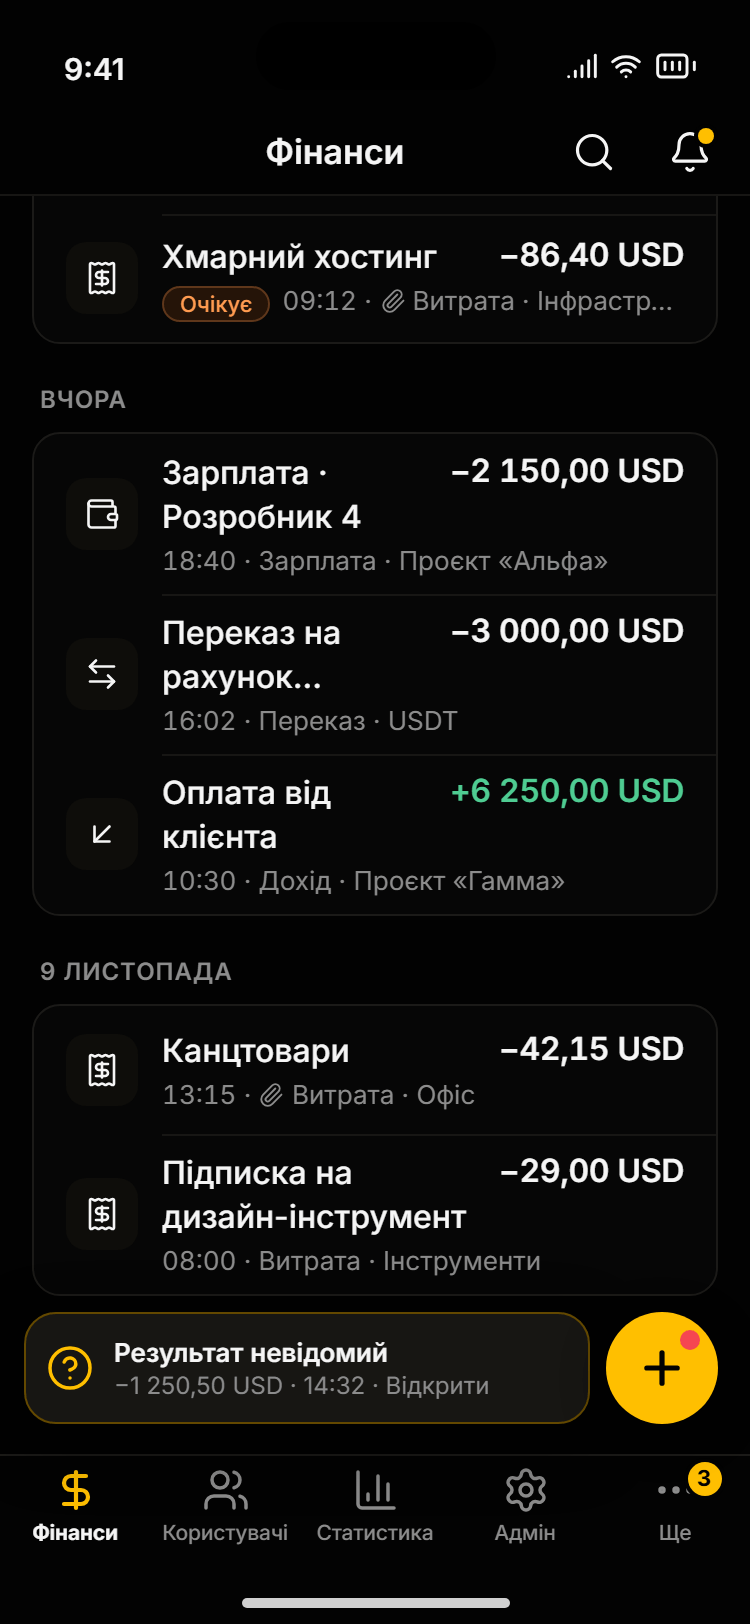 9:41
Фінанси
Хмарний хостинг −86,40 USD
Очікує 09:12 · Витрата · Інфрастр...
ВЧОРА
Зарплата · −2 150,00 USD
Розробник 4
18:40 · Зарплата · Проєкт «Альфа»
Переказ на −3 000,00 USD
рахунок...
16:02 · Переказ · USDT
Оплата від +6 250,00 USD
клієнта
10:30 · Дохід · Проєкт «Гамма»
9 ЛИСТОПАДА
Канцтовари −42,15 USD
13:15 · Витрата · Офіс
Підписка на −29,00 USD
дизайн-інструмент
08:00 · Витрата · Інструменти
Результат невідомий
−1 250,50 USD · 14:32 · Відкрити
3
Фінанси Користувачі Статистика Адмін Ще